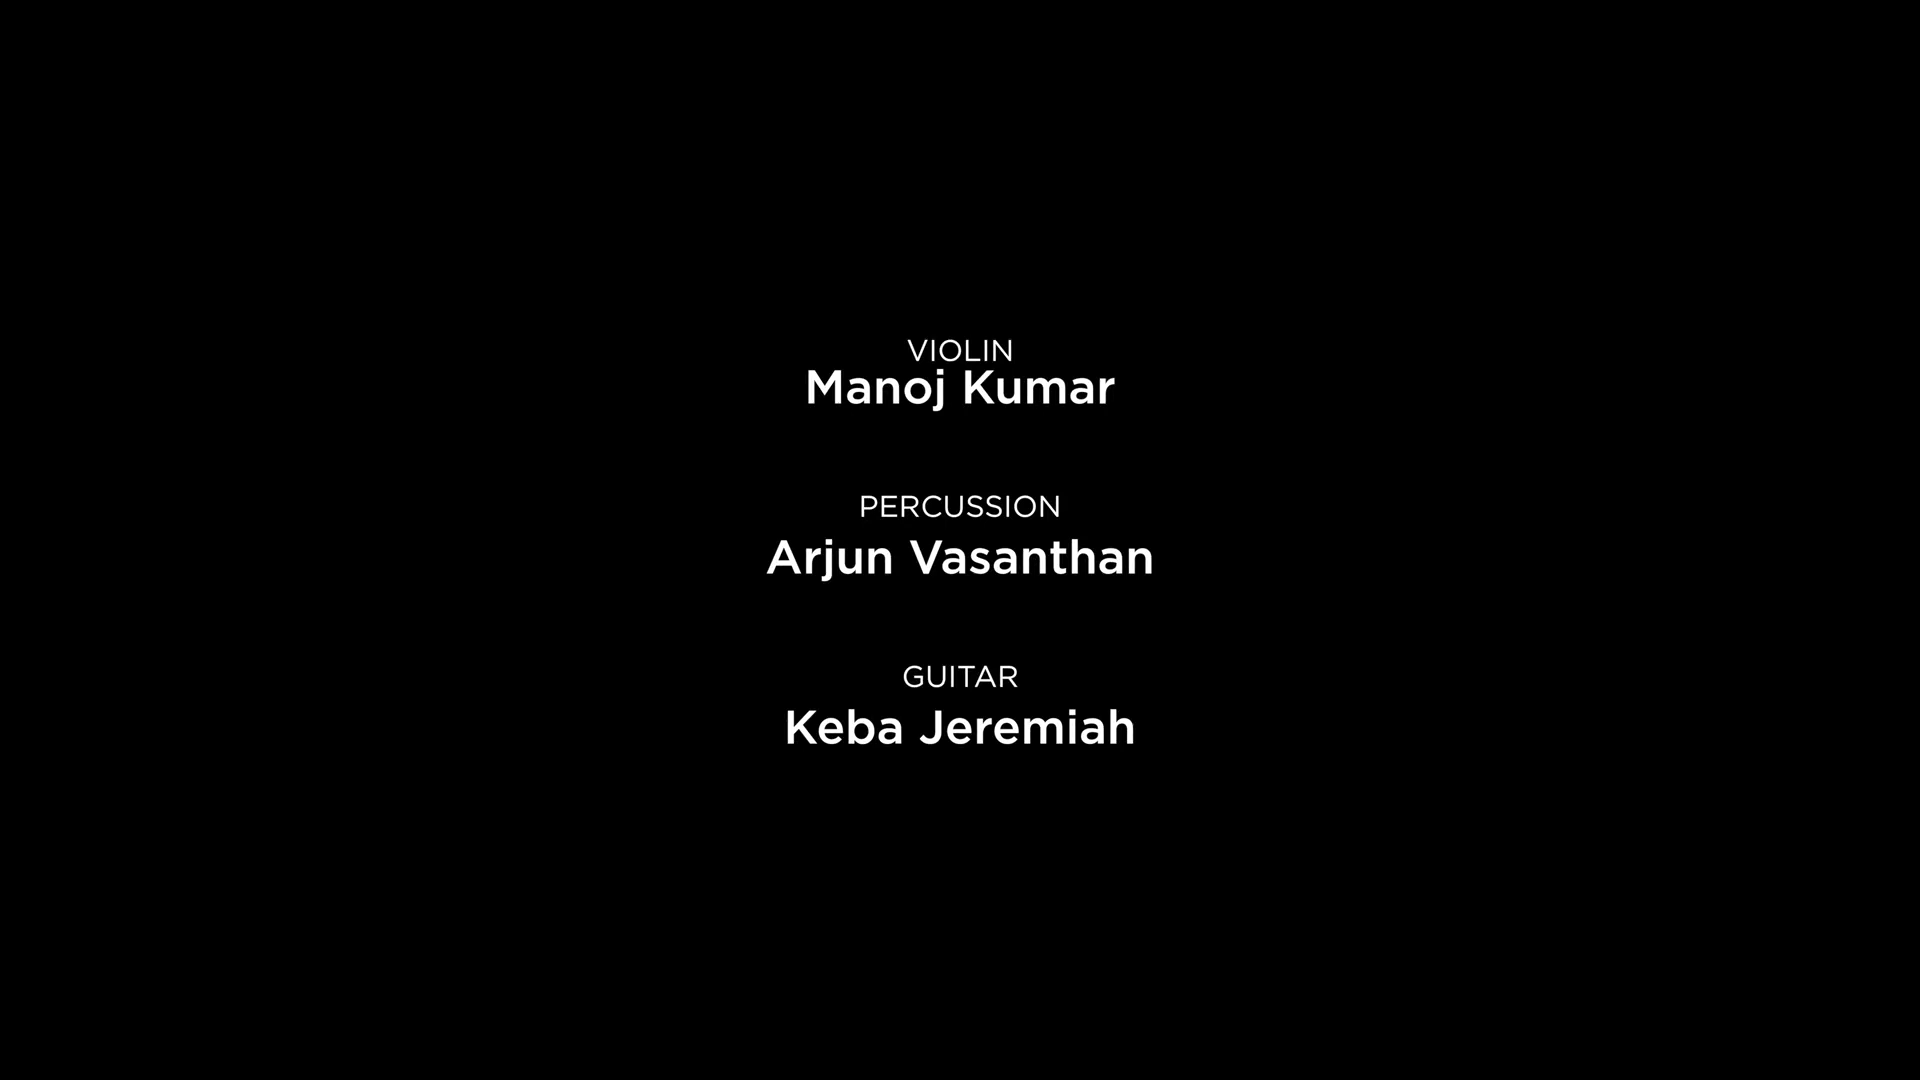 VIOLIN
Manoj Kumar
PERCUSSION
Arjun Vasanthan
GUITAR
Keba Jeremiah